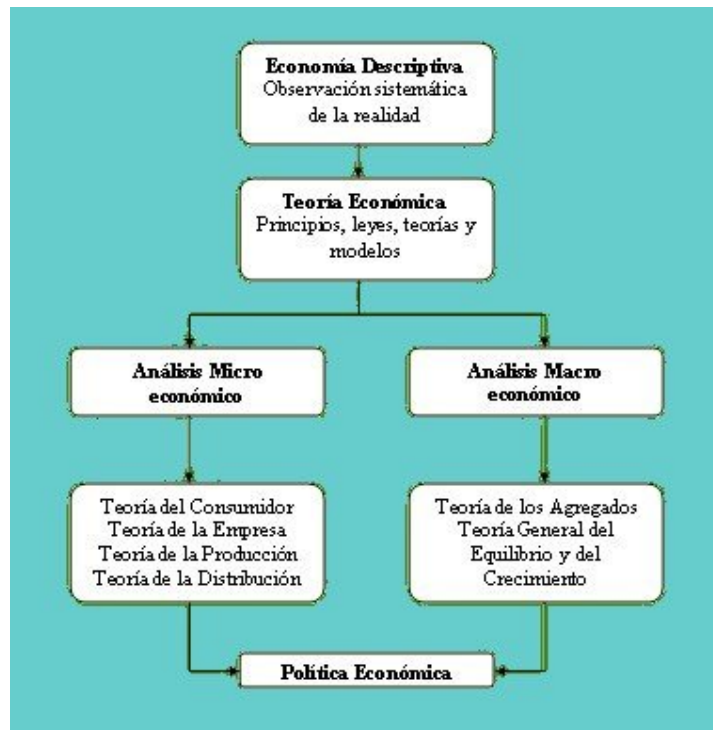 Economía Descriptiva
Observación sistemática
de la realidad
Teoría Económica
Principios, leyes, teorías y
modelos
Análisis Micro
económico
Análisis Macro
económico
Teoría del Consumidor
Teoría de la Empresa
Teoría de la Producción
Teoría de la Distribución
Teoría de los Agregados
Teoría General del
Equilibrio y del
Crecimiento
Política Económica